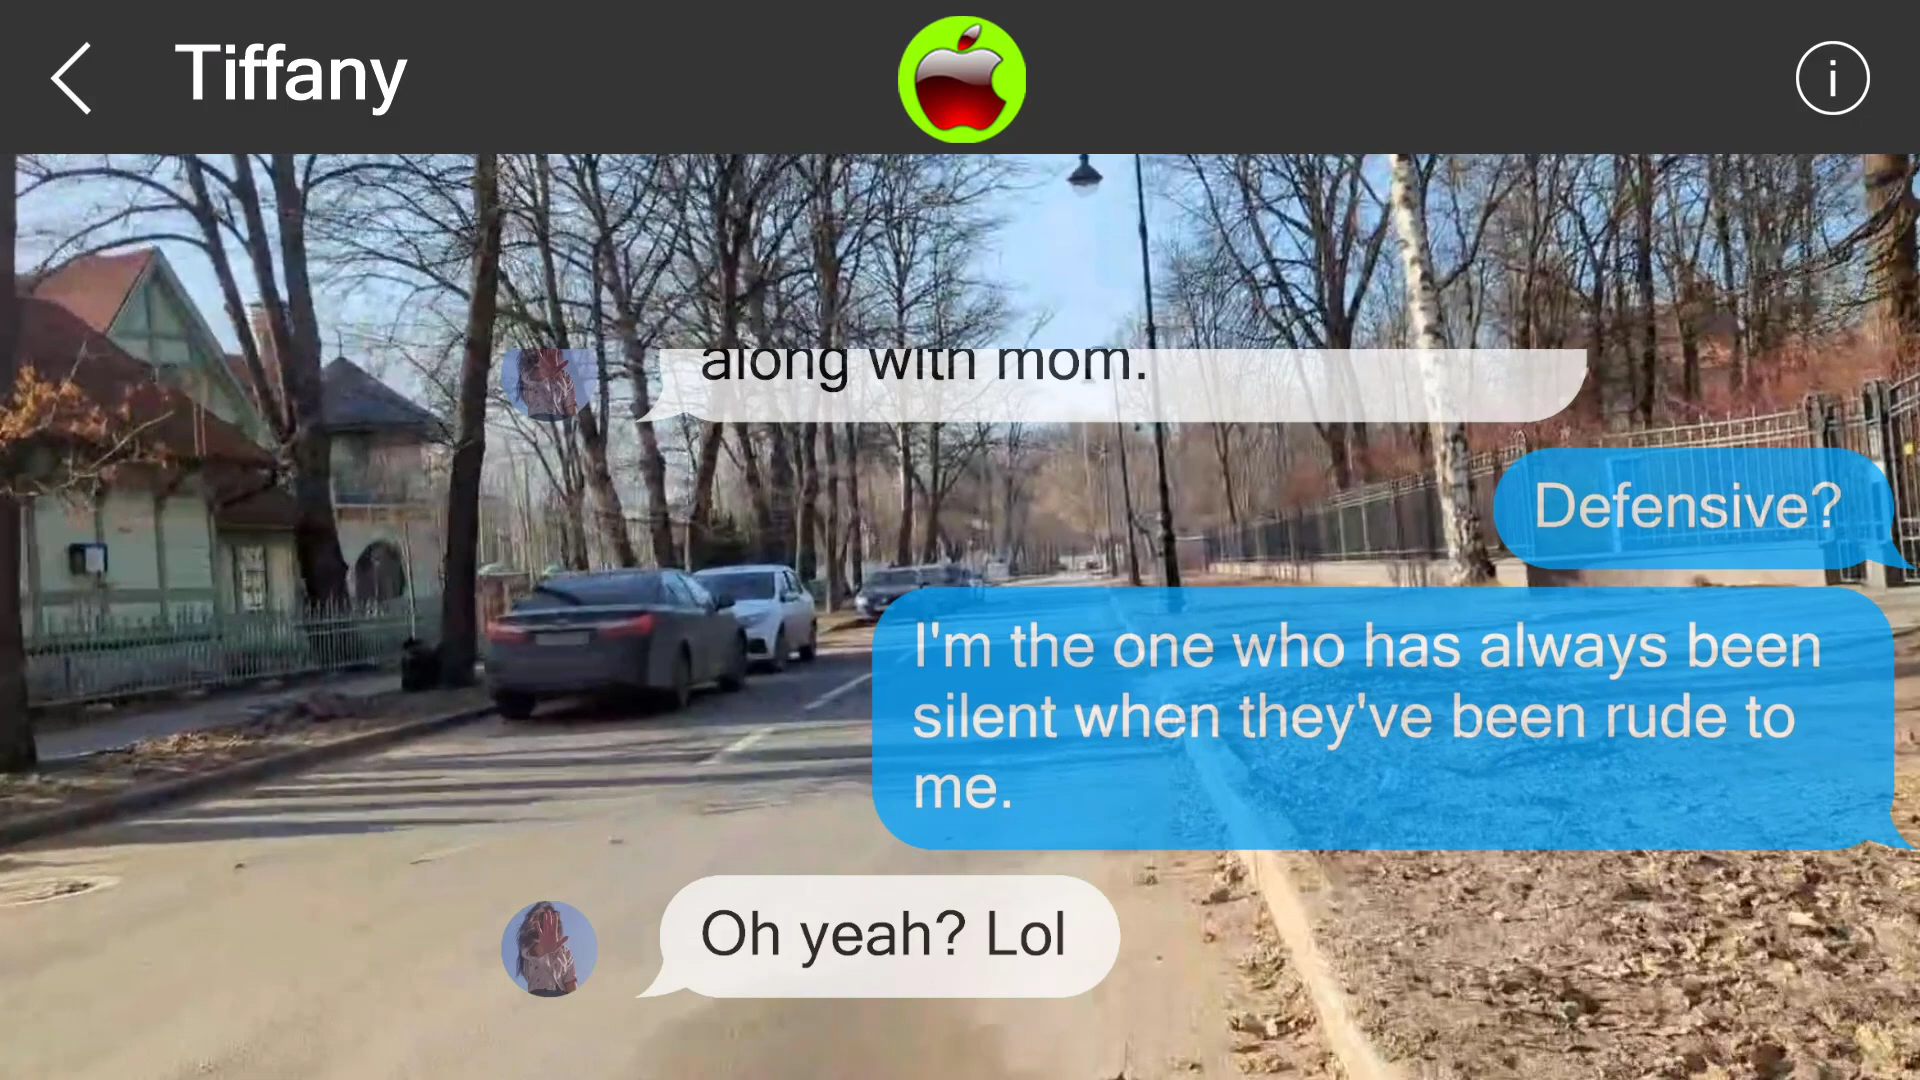 Tiffany
along with mom.
Defensive?
I'm the one who has always been
silent when they've been rude to
me.
Oh yeah? Lol